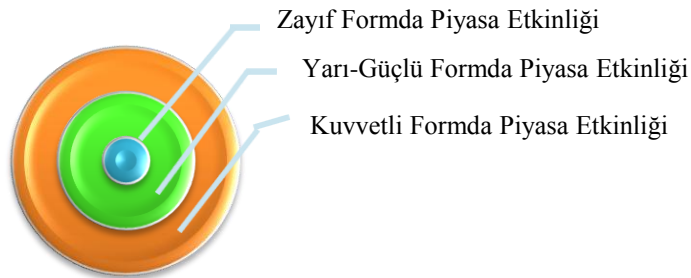 Zayıf Formda Piyasa Etkinliği
Yarı-Güçlü Formda Piyasa Etkinliği
Kuvvetli Formda Piyasa Etkinliği